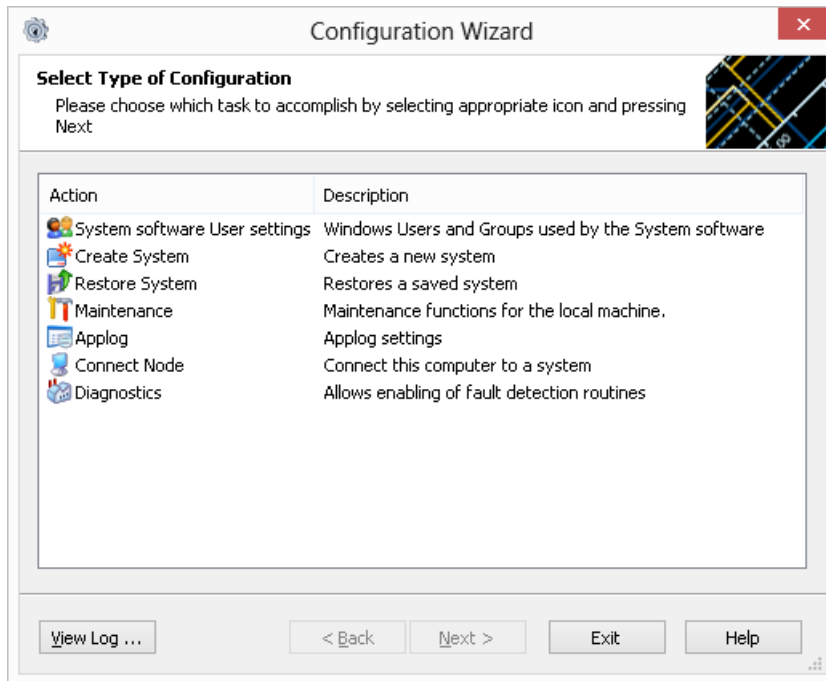 Configuration Wizard
Select Type of Configuration
Please choose which task to accomplish by selecting appropriate icon and pressing
Next
Action Description
System software User settings Windows Users and Groups used by the System software
Create System Creates a new system
Restore System Restores a saved system
Maintenance Maintenance functions for the local machine.
Applog Applog settings
Connect Node Connect this computer to a system
Diagnostics Allows enabling of fault detection routines
View Log ... < Back Next > Exit Help